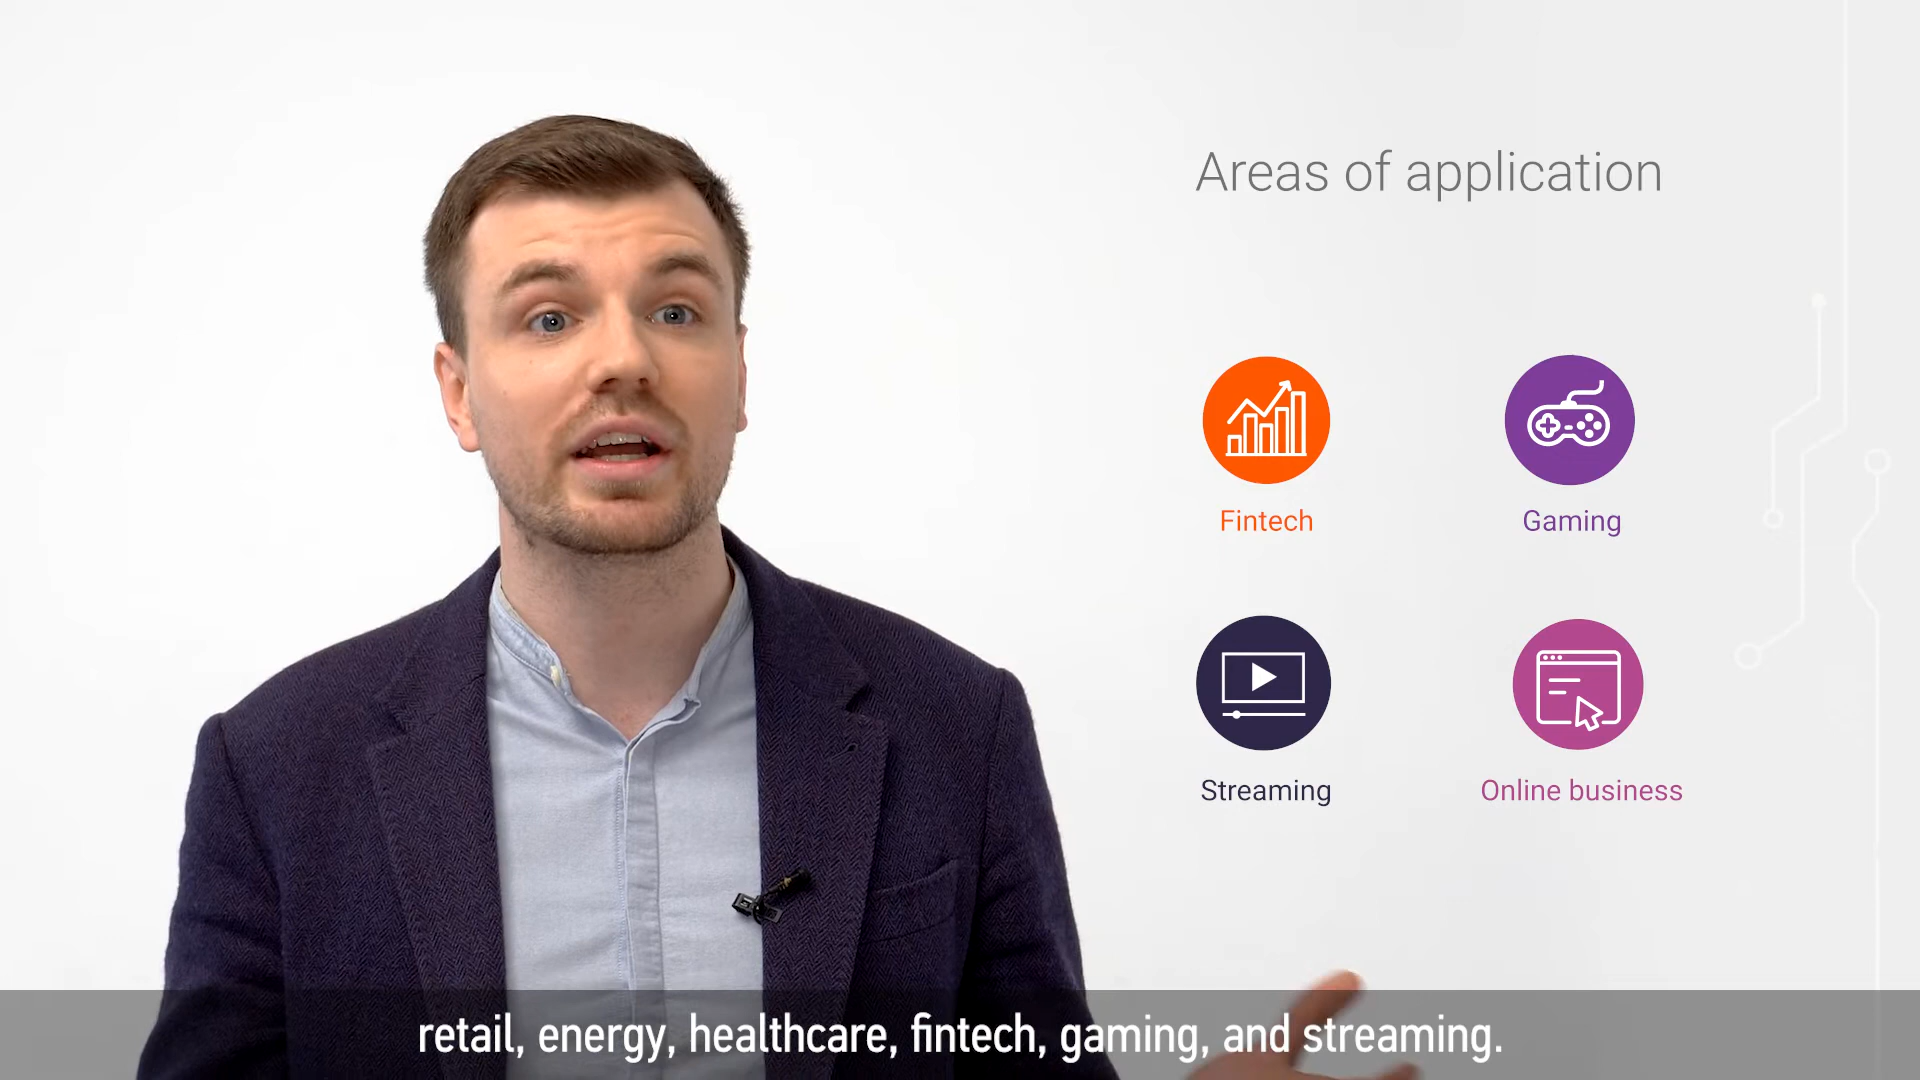 Areas of application
Fintech
Gaming
Streaming
Online business
retail, energy, healthcare, fintech, gaming, and streaming.